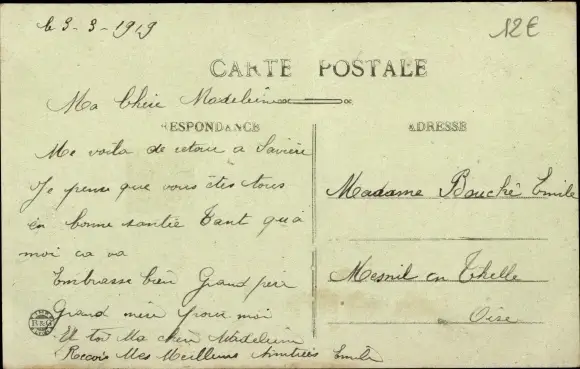 le 3-3-1919
12€
CARTE POSTALE
Ma Chère Madeleine
RESPONDANCE
ADRESSE
Me voila de retour a Savière
Je pense que vous êtes tous
en bonne santée Tant qu'à
moi ca va
Embrasse bien Grand père
Grand mère pour moi
Et toi Ma chère Madeleine
Recois Mes Meilleures Amitiées Emile
Madame Bouché Emile
Mesnil en Thelle
Oise
B&G